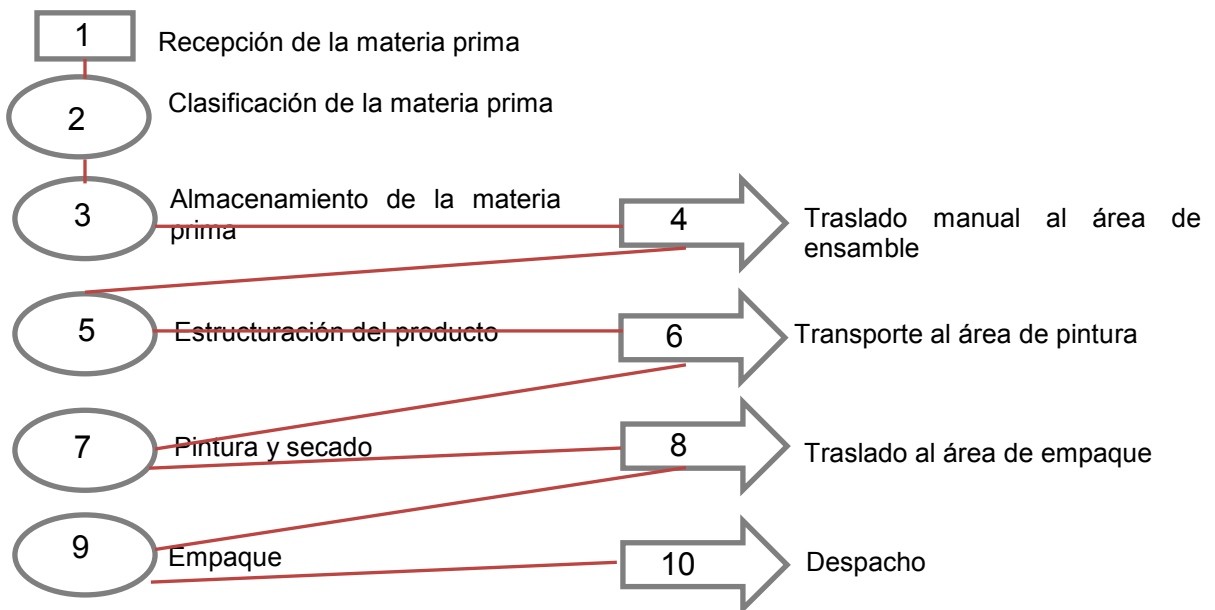 1
Recepción de la materia prima
2
Clasificación de la materia prima
3
Almacenamiento de la materia
prima
4
Traslado manual al área de
ensamble
5
Estructuración del producto
6
Transporte al área de pintura
7
Pintura y secado
8
Traslado al área de empaque
9
Empaque
10
Despacho